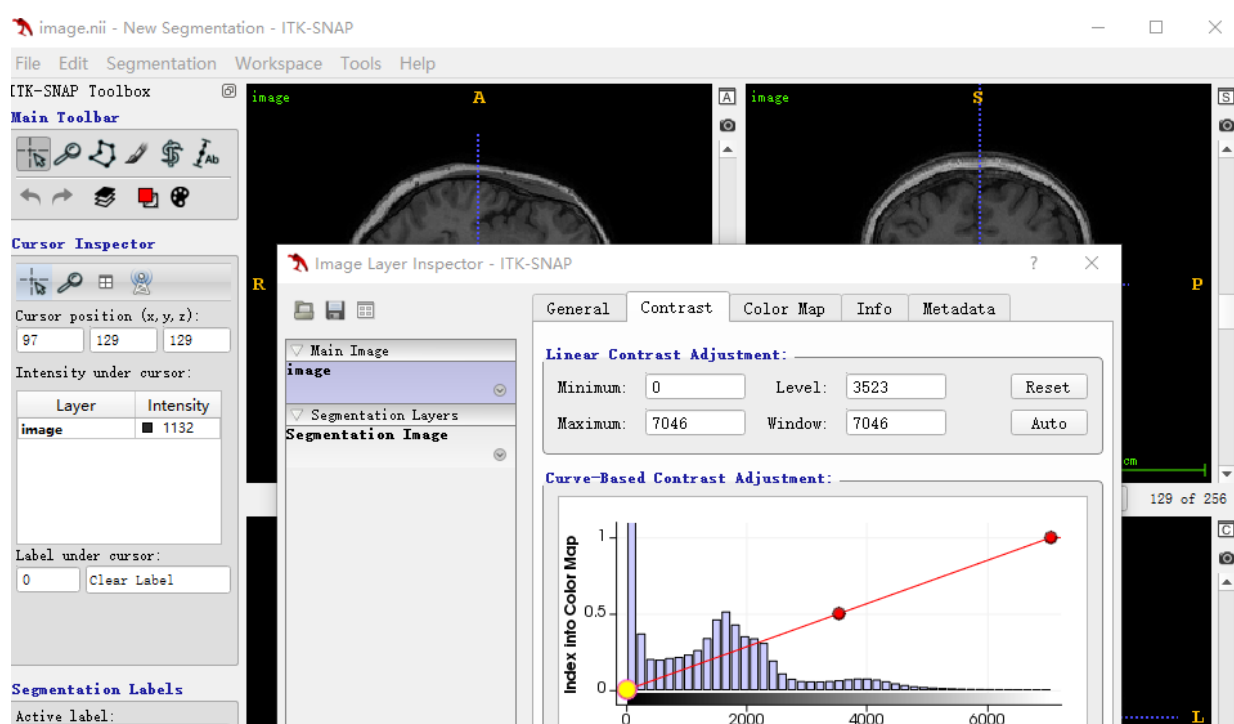 image.nii - New Segmentation - ITK-SNAP
File Edit Segmentation Workspace Tools Help
ITK-SNAP Toolbox
Main Toolbar
Ab
Cursor Inspector
Cursor position (x,y,z):
97 129 129
Intensity under cursor:
Layer Intensity
image 1132
Label under cursor:
0 Clear Label
Segmentation Labels
Active label:
image
A
A
R
image
S
S
P
cm
129 of 256
C
L
Image Layer Inspector - ITK-SNAP
?
Main Image
image
Segmentation Layers
Segmentation Image
General Contrast Color Map Info Metadata
Linear Contrast Adjustment:
Minimum: 0 Level: 3523 Reset
Maximum: 7046 Window: 7046 Auto
Curve-Based Contrast Adjustment:
Index into Color Map
1
0.5
0
0 2000 4000 6000